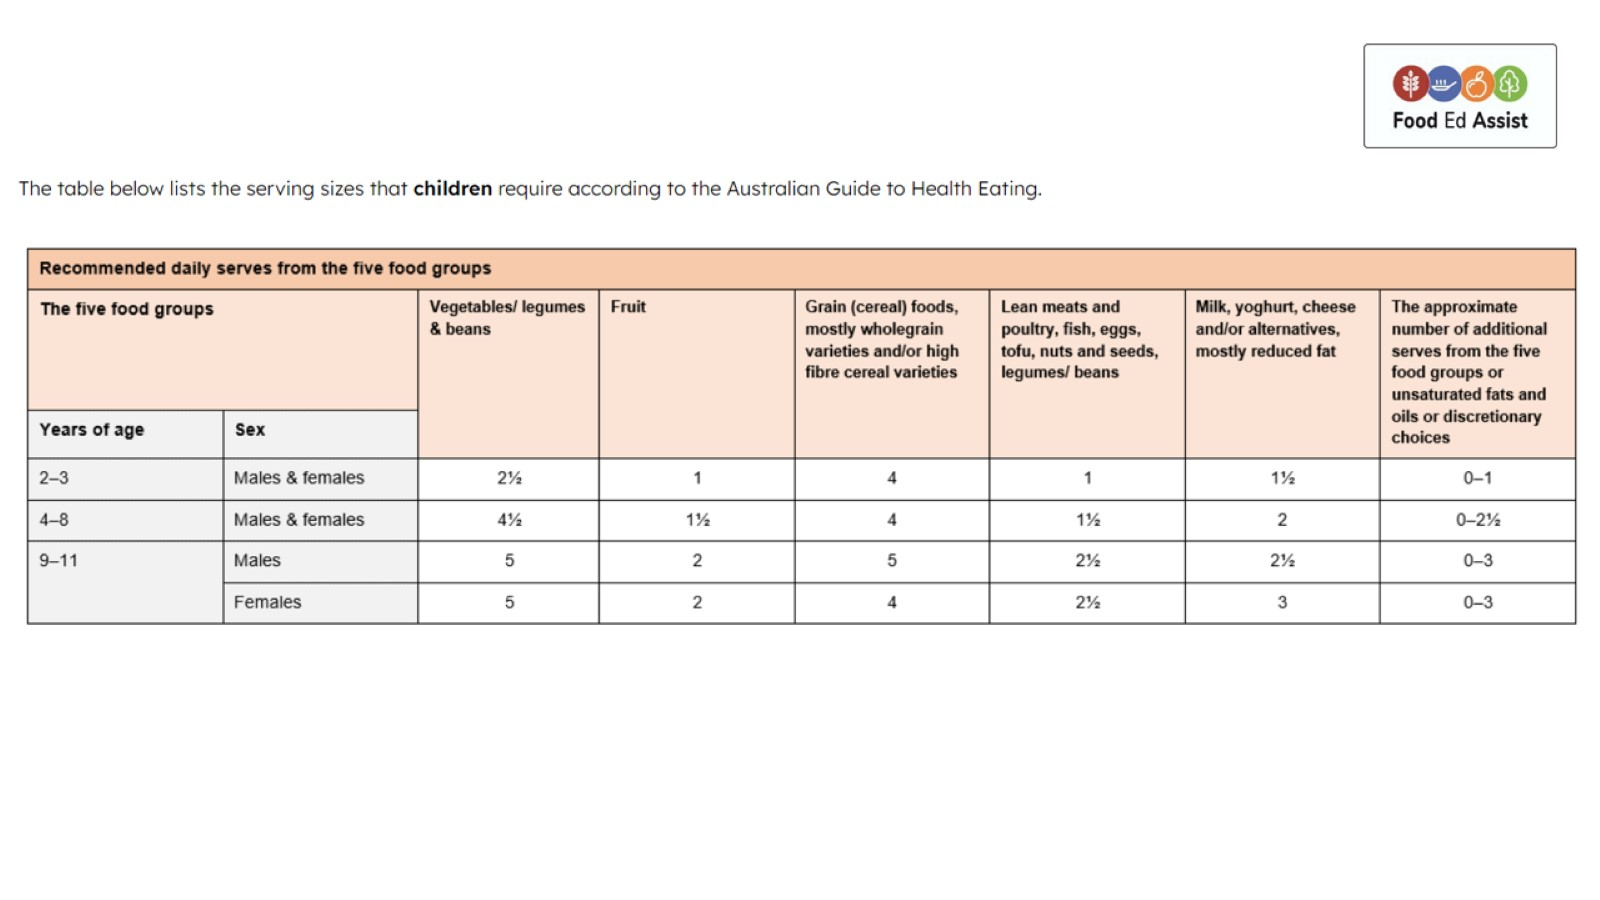 Food Ed Assist
The table below lists the serving sizes that children require according to the Australian Guide to Health Eating.
Recommended daily serves from the five food groups
The five food groups
Vegetables/ legumes
& beans
Fruit
Grain (cereal) foods,
mostly wholegrain
varieties and/or high
fibre cereal varieties
Lean meats and
poultry, fish, eggs,
tofu, nuts and seeds,
legumes/ beans
Milk, yoghurt, cheese
and/or alternatives,
mostly reduced fat
The approximate
number of additional
serves from the five
food groups or
unsaturated fats and
oils or discretionary
choices
Years of age Sex
2–3 Males & females 2½ 1 4 1 1½ 0–1
4–8 Males & females 4½ 1½ 4 1½ 2 0–2½
9–11 Males 5 2 5 2½ 2½ 0–3
Females 5 2 4 2½ 3 0–3